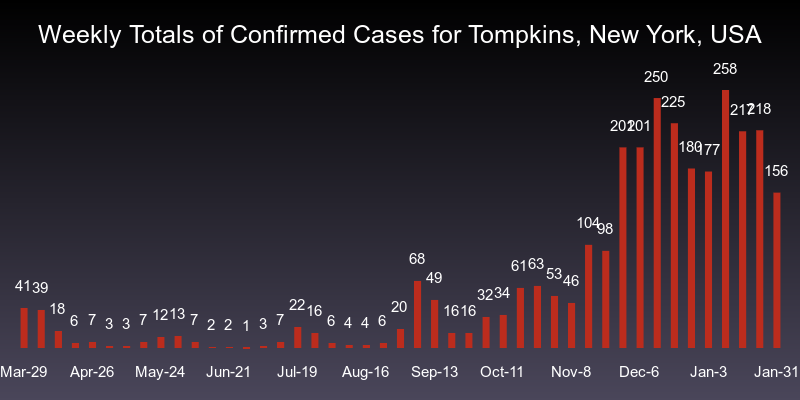 Weekly Totals of Confirmed Cases for Tompkins, New York, USA
41 39 18 6 7 3 3 7 12 13 7 2 2 1 3 7 22 16 6 4 4 6 20 68 49 16 16 32 34 61 63 53 46 104 98 201 201 250 225 180 177 258 217 218 156
Mar-29 Apr-26 May-24 Jun-21 Jul-19 Aug-16 Sep-13 Oct-11 Nov-8 Dec-6 Jan-3 Jan-31